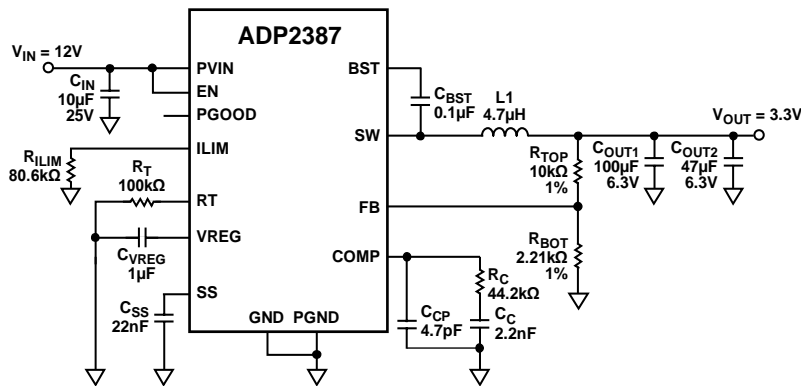 ADP2387
V_IN = 12V
PVIN
EN
PGOOD
ILIM
RT
VREG
SS
GND PGND
BST
SW
FB
COMP
C_IN
10µF
25V
R_ILIM
80.6kΩ
R_T
100kΩ
C_VREG
1µF
C_SS
22nF
C_BST
0.1µF
L1
4.7µH
V_OUT = 3.3V
R_TOP
10kΩ
1%
C_OUT1
100µF
6.3V
C_OUT2
47µF
6.3V
R_BOT
2.21kΩ
1%
R_C
44.2kΩ
C_CP
4.7pF
C_C
2.2nF